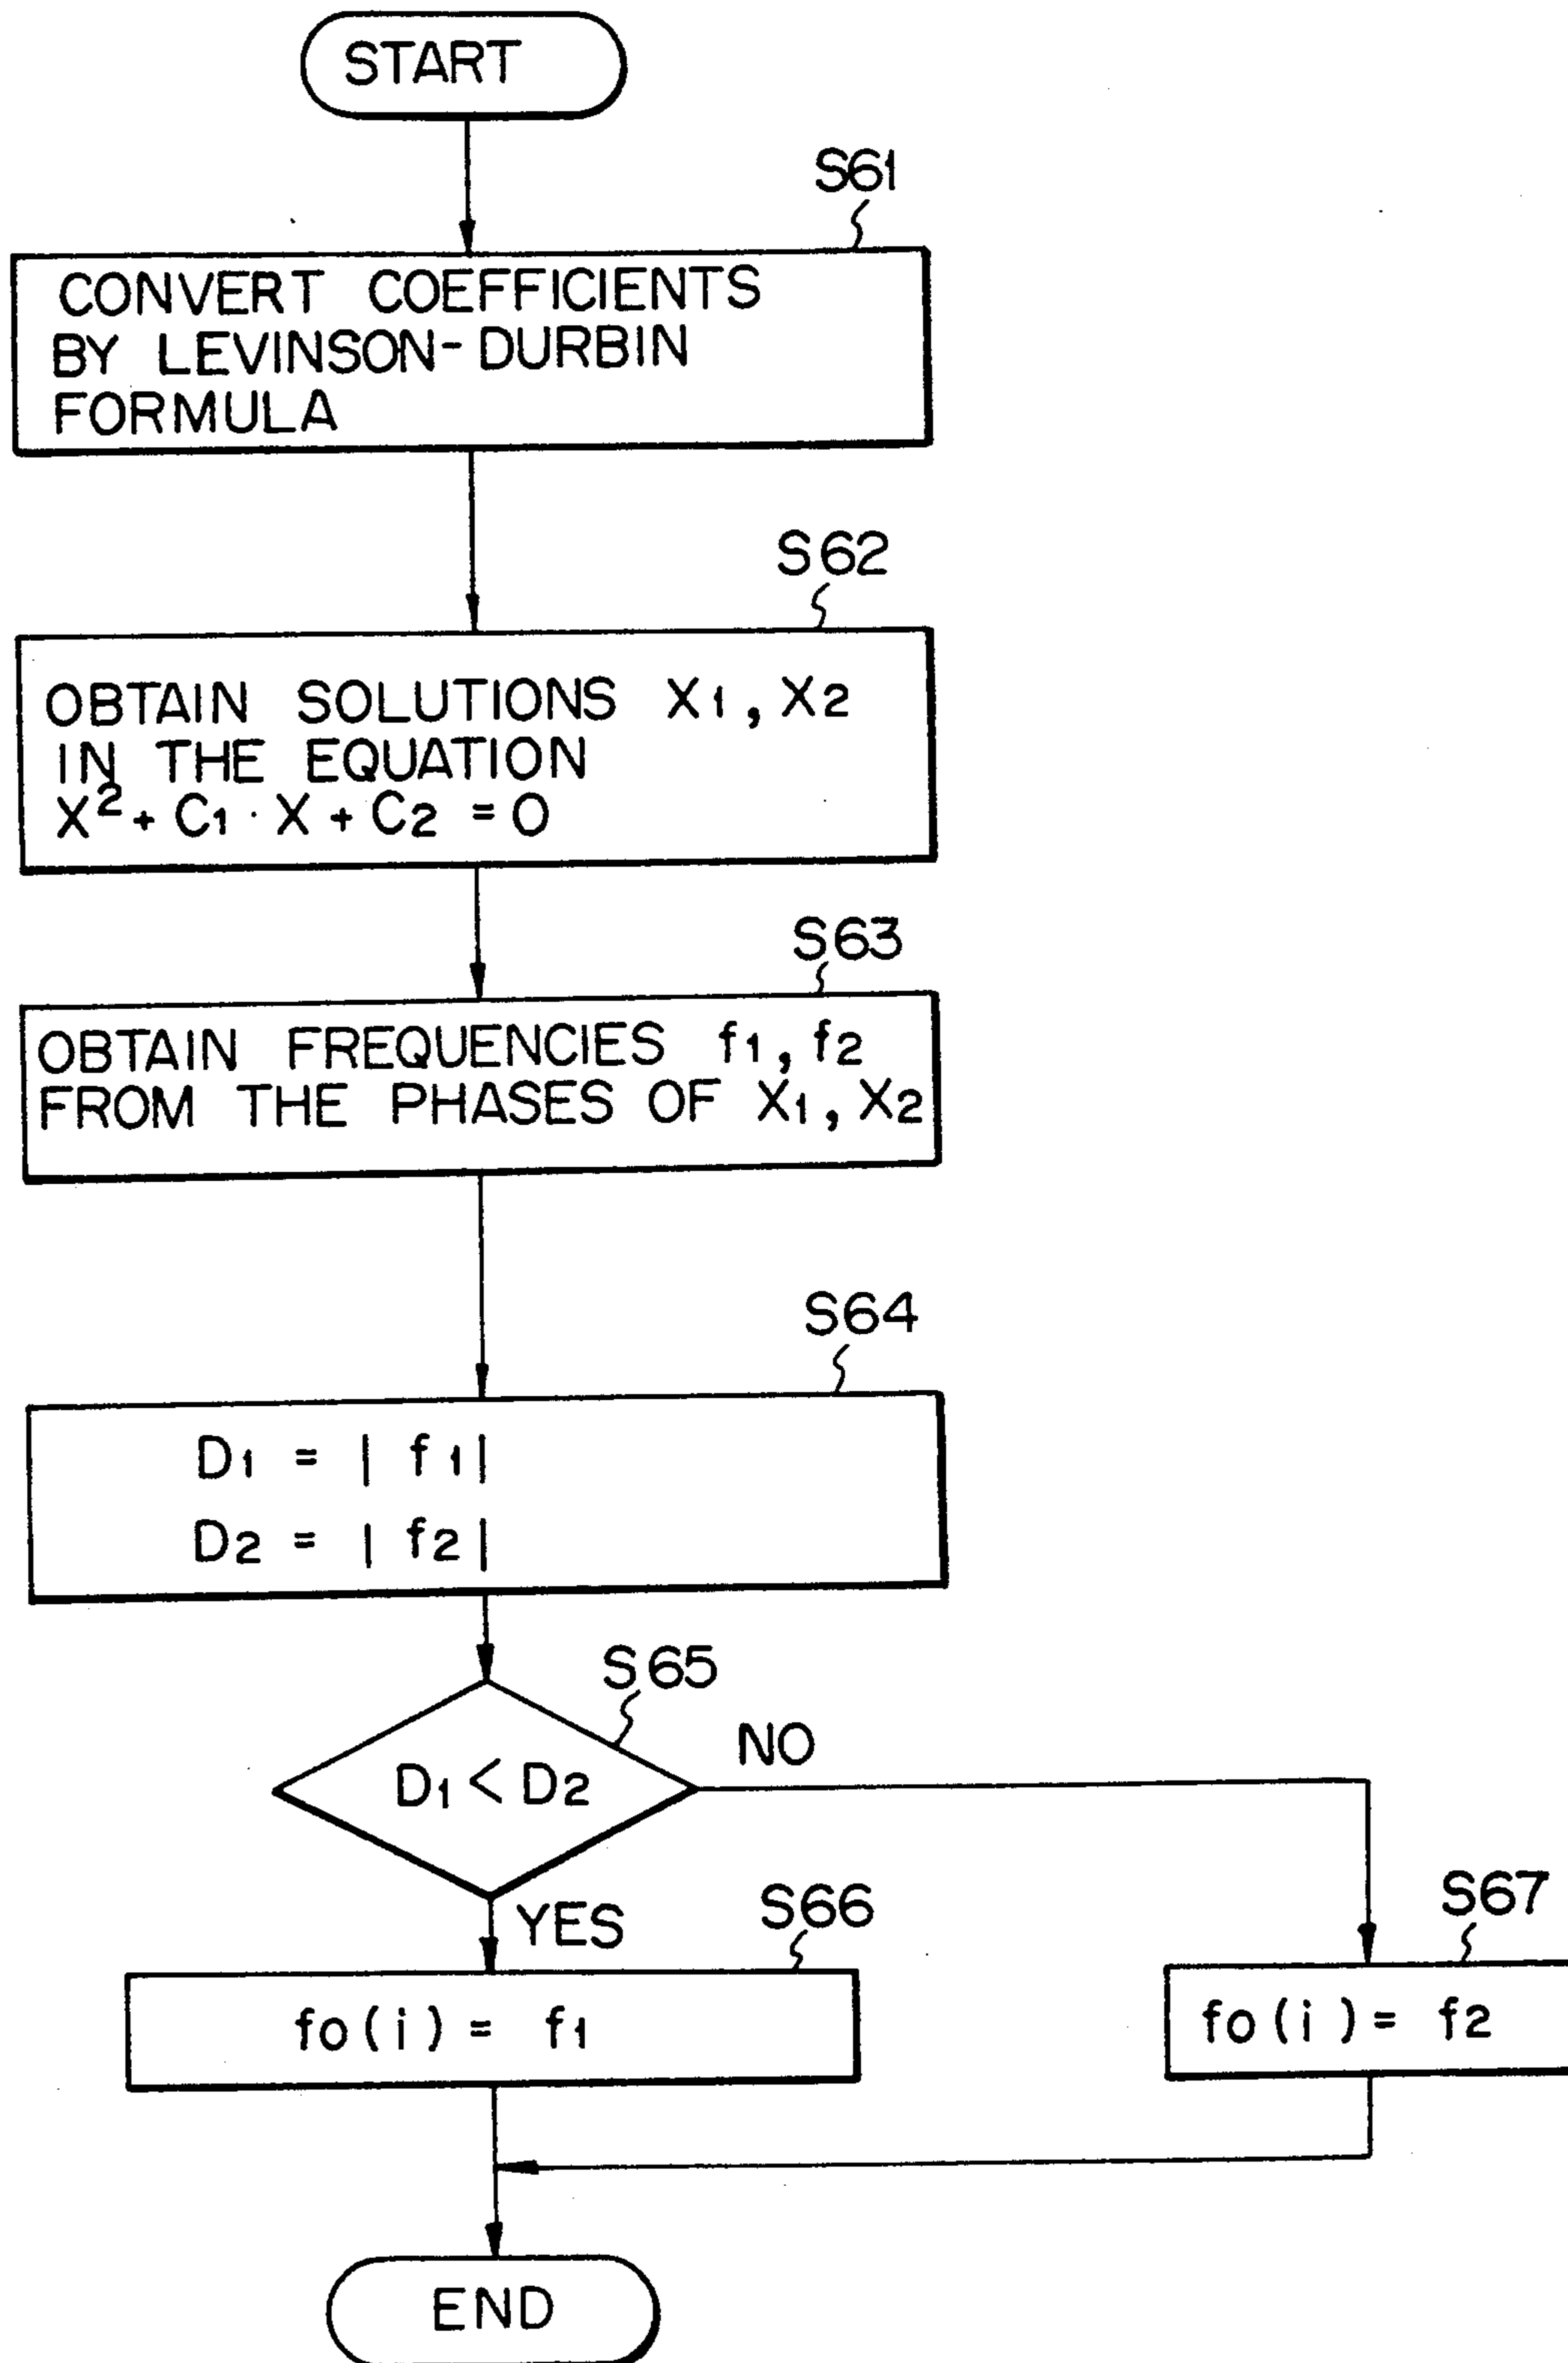 START
S61
CONVERT COEFFICIENTS
BY LEVINSON-DURBIN
FORMULA
S62
OBTAIN SOLUTIONS X1, X2
IN THE EQUATION
X² + C1 · X + C2 = 0
S63
OBTAIN FREQUENCIES f1, f2
FROM THE PHASES OF X1, X2
S64
D1 = | f1 |
D2 = | f2 |
S65
D1 < D2
NO
YES
S66
fo(i) = f1
S67
fo(i) = f2
END